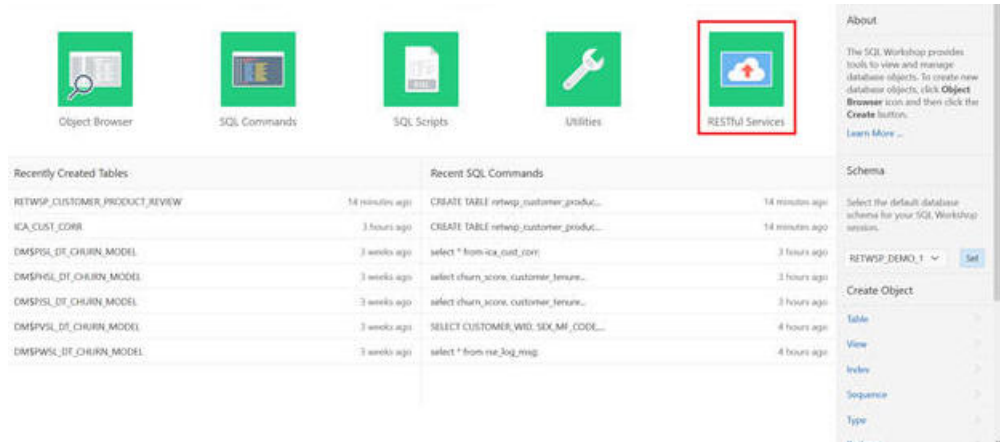 Object Browser
SQL Commands
SQL
SQL Scripts
Utilities
RESTful Services
Recently Created Tables
RETWSP_CUSTOMER_PRODUCT_REVIEW 14 minutes ago
ICA_CUST_CORR 3 hours ago
DM$PISL_DT_CHURN_MODEL 3 weeks ago
DM$PHSL_DT_CHURN_MODEL 3 weeks ago
3 weeks ago
DM$PVSL_DT_CHURN_MODEL 3 weeks ago
DM$PWSL_DT_CHURN_MODEL 3 weeks ago
Recent SQL Commands
CREATE TABLE retwsp_customer_produc... 14 minutes ago
CREATE TABLE retwsp_customer_produc... 14 minutes ago
select * from ica_cust_corr; 3 hours ago
select churn_score, customer_tenure... 3 hours ago
select churn_score, customer_tenure... 3 hours ago
SELECT CUSTOMER_WID, SEX_MF_CODE,... 4 hours ago
select * from rse_log_msg; 4 hours ago
About
The SQL Workshop provides
tools to view and manage
database objects. To create new
database objects, click Object
Browser icon and then click the
Create button.
Learn More ...
Schema
Select the default database
schema for your SQL Workshop
session.
RETWSP_DEMO_1 Set
Create Object
Table
View
Index
Sequence
Type